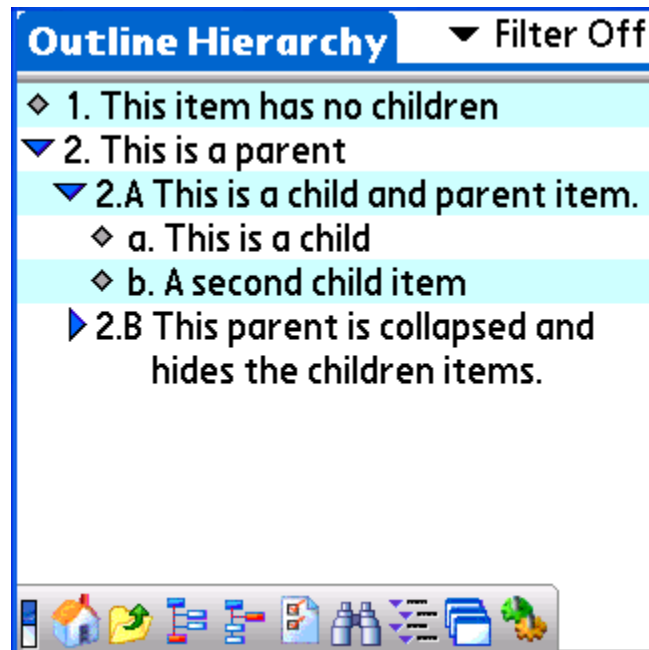 Outline Hierarchy
Filter Off
1. This item has no children
2. This is a parent
2.A This is a child and parent item.
a. This is a child
b. A second child item
2.B This parent is collapsed and
hides the children items.